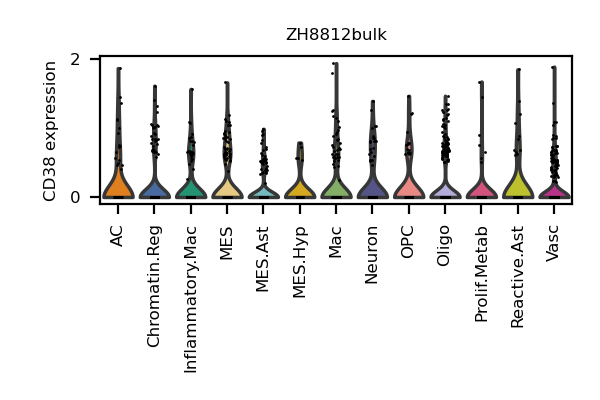 ZH8812bulk
CD38 expression
2
0
AC
Chromatin.Reg
Inflammatory.Mac
MES
MES.Ast
MES.Hyp
Mac
Neuron
OPC
Oligo
Prolif.Metab
Reactive.Ast
Vasc